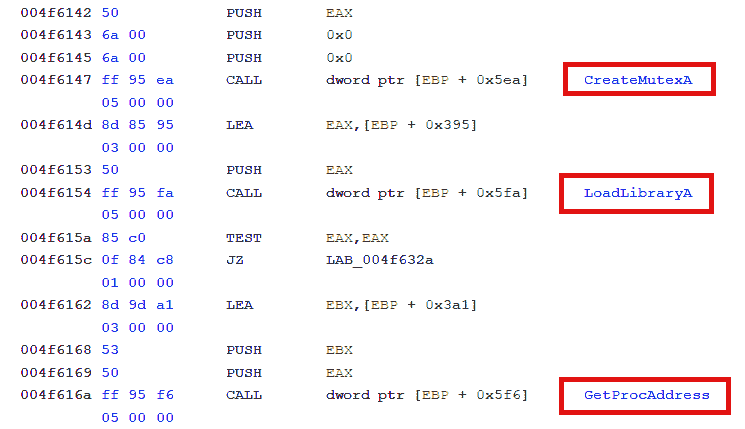 004f6142 50 PUSH EAX
004f6143 6a 00 PUSH 0x0
004f6145 6a 00 PUSH 0x0
004f6147 ff 95 ea CALL dword ptr [EBP + 0x5ea] CreateMutexA
05 00 00
004f614d 8d 85 95 LEA EAX,[EBP + 0x395]
03 00 00
004f6153 50 PUSH EAX
004f6154 ff 95 fa CALL dword ptr [EBP + 0x5fa] LoadLibraryA
05 00 00
004f615a 85 c0 TEST EAX,EAX
004f615c 0f 84 c8 JZ LAB_004f632a
01 00 00
004f6162 8d 9d a1 LEA EBX,[EBP + 0x3a1]
03 00 00
004f6168 53 PUSH EBX
004f6169 50 PUSH EAX
004f616a ff 95 f6 CALL dword ptr [EBP + 0x5f6] GetProcAddress
05 00 00